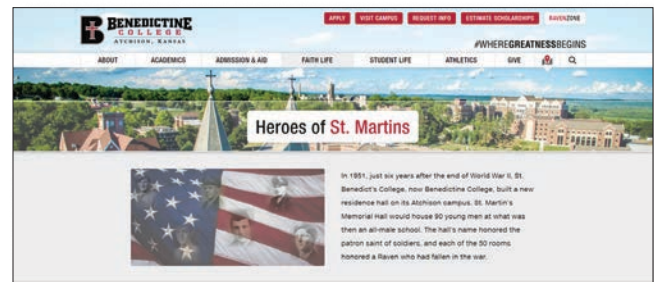 BENEDICTINE
COLLEGE
ATCHISON, KANSAS
APPLY VISIT CAMPUS REQUEST INFO ESTIMATE SCHOLARSHIPS RAVENZONE
#WHEREGREATNESSBEGINS
ABOUT ACADEMICS ADMISSION & AID FAITH LIFE STUDENT LIFE ATHLETICS GIVE
Heroes of St. Martins
In 1951, just six years after the end of World War II, St.
Benedict's College, now Benedictine College, built a new
residence hall on its Atchison campus. St. Martin's
Memorial Hall would house 90 young men at what was
then an all-male school. The hall's name honored the
patron saint of soldiers, and each of the 50 rooms
honored a Raven who had fallen in the war.